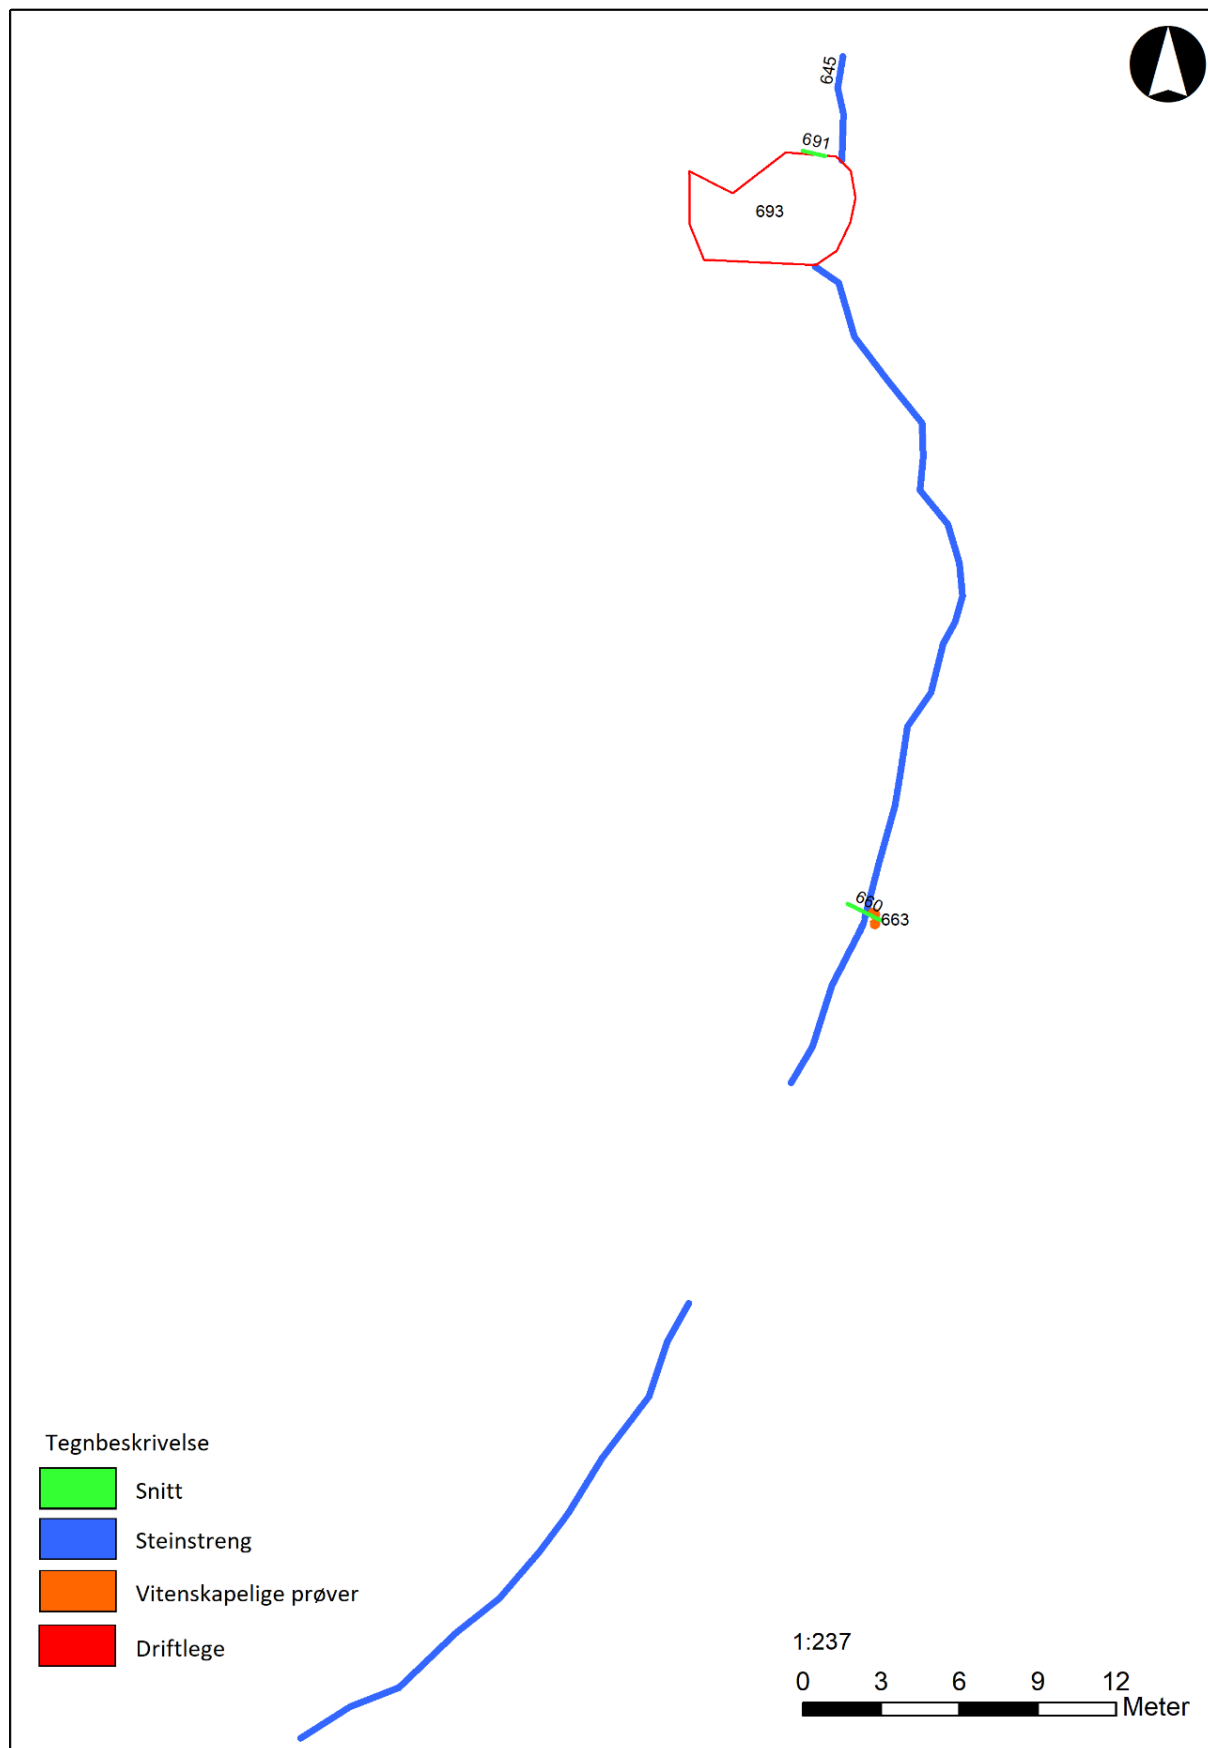 645
691
693
660
663
Tegnbeskrivelse
Snitt
Steinstreng
Vitenskapelige prøver
Driftlege
1:237
0 3 6 9 12
Meter